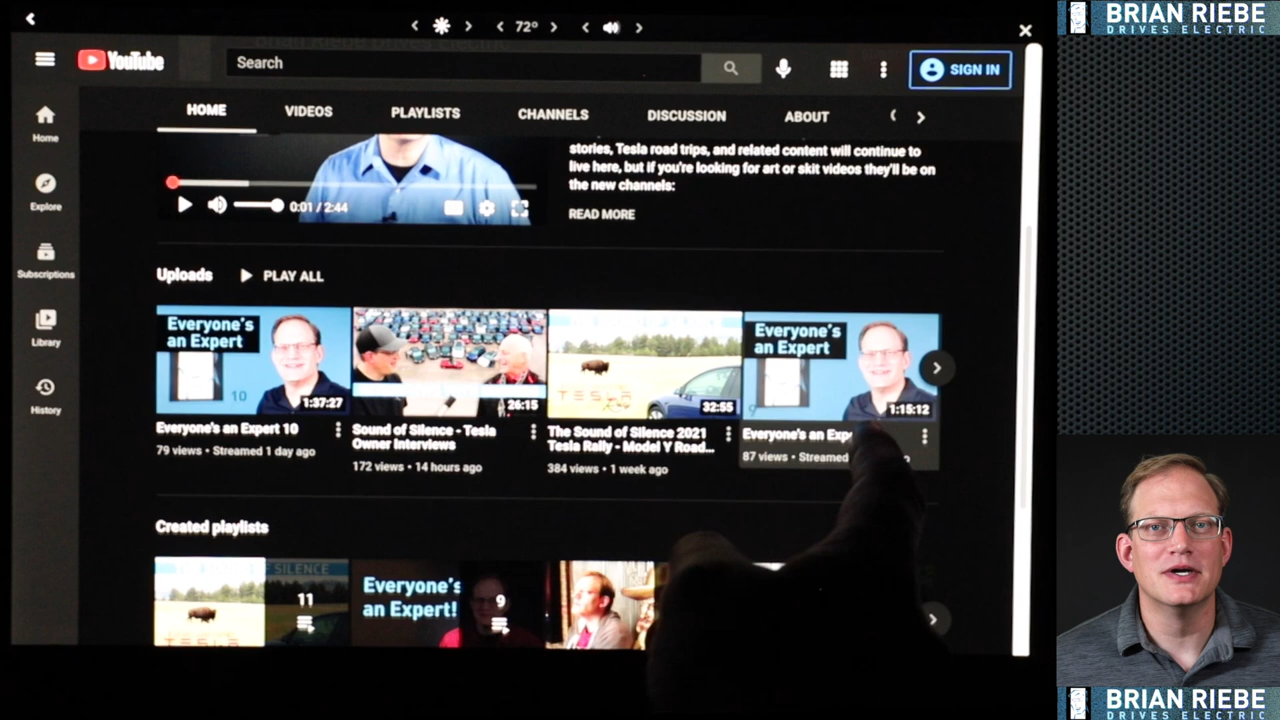 72°
BRIAN RIEBE
DRIVES ELECTRIC
YouTube
Search
SIGN IN
HOME
VIDEOS
PLAYLISTS
CHANNELS
DISCUSSION
ABOUT
Home
Explore
Subscriptions
Library
History
stories, Tesla road trips, and related content will continue to
live here, but if you're looking for art or skit videos they'll be on
the new channels:
READ MORE
0:01 / 2:44
Uploads
PLAY ALL
Everyone's
an Expert
10
1:37:27
Everyone's an Expert 10
79 views • Streamed 1 day ago
26:15
Sound of Silence - Tesla
Owner Interviews
172 views • 14 hours ago
TESLA
32:55
The Sound of Silence 2021
Tesla Rally - Model Y Road...
384 views • 1 week ago
Everyone's
an Expert
9
1:15:12
Everyone's an Exp
87 views • Streamed
Created playlists
OF SILENCE
TESLA
11
Everyone's
an Expert!
9
BRIAN RIEBE
DRIVES ELECTRIC